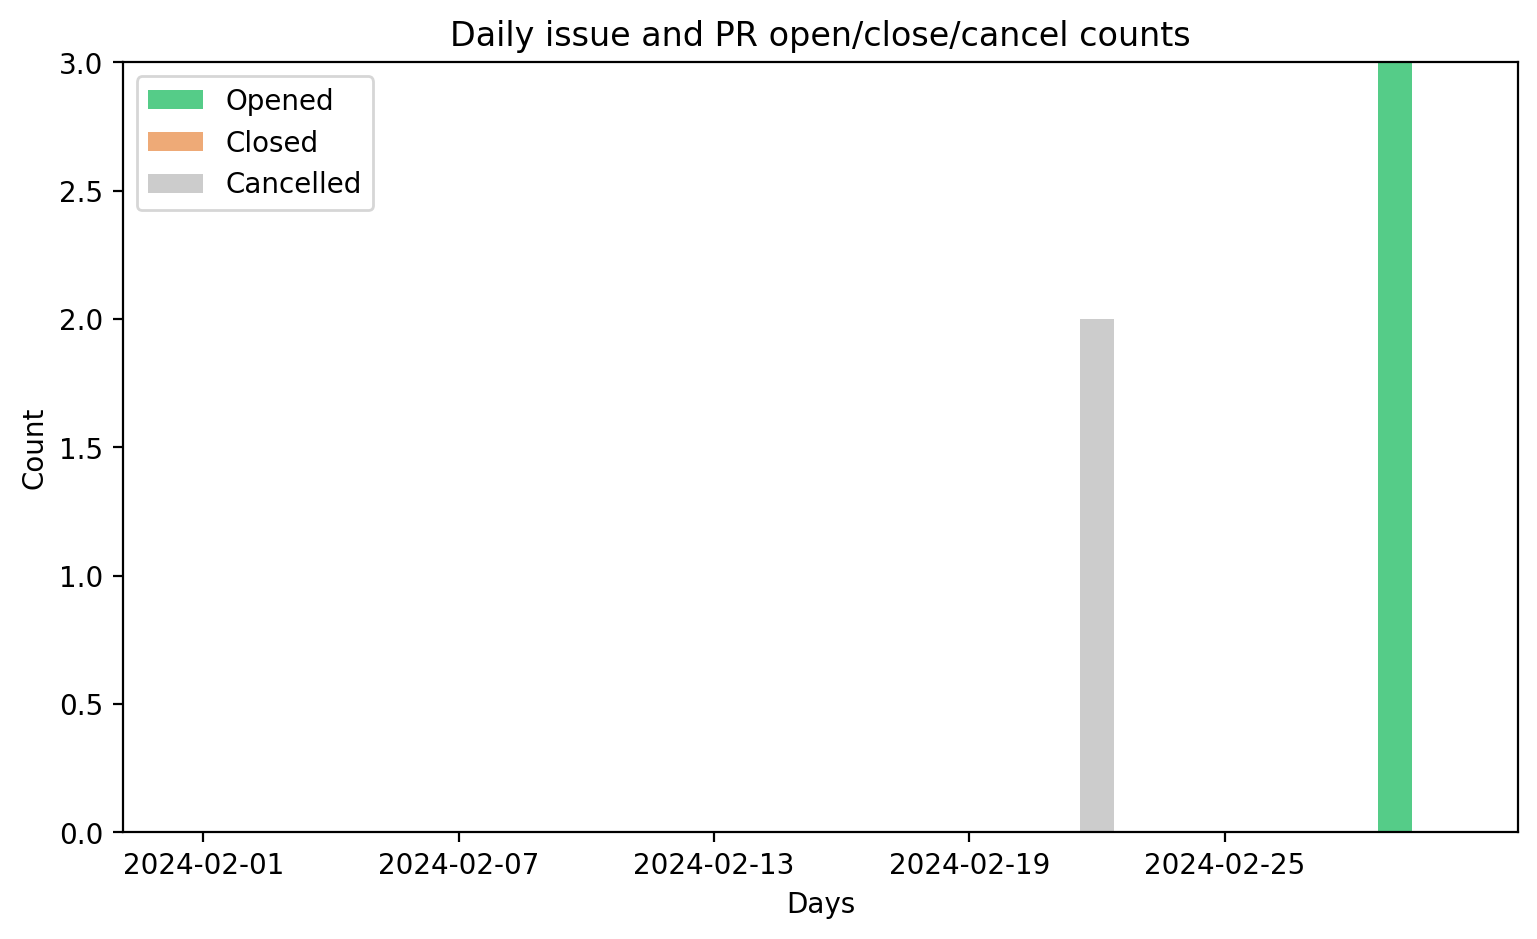 Daily issue and PR open/close/cancel counts
3.0
2.5
2.0
1.5
1.0
0.5
0.0
Count
Opened
Closed
Cancelled
2024-02-01 2024-02-07 2024-02-13 2024-02-19 2024-02-25
Days